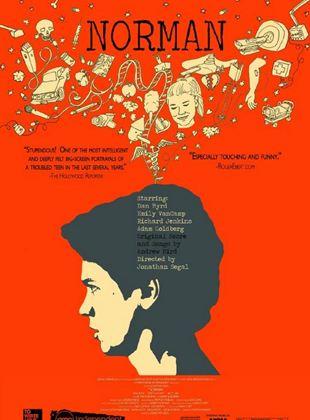 NORMAN
"STUPENDOUS! ONE OF THE MOST INTELLIGENT
AND DEEPLY FELT BIG-SCREEN PORTRAYALS
OF A TROUBLED TEEN IN THE LAST SEVERAL YEARS."
-THE HOLLYWOOD REPORTER
"ESPECIALLY TOUCHING AND FUNNY."
-ROGEREBERT.COM
Starring:
Dan Byrd
Emily VanCamp
Richard Jenkins
Adam Goldberg
Original Score
and Songs by
Andrew Bird
Directed by
Jonathan Segal